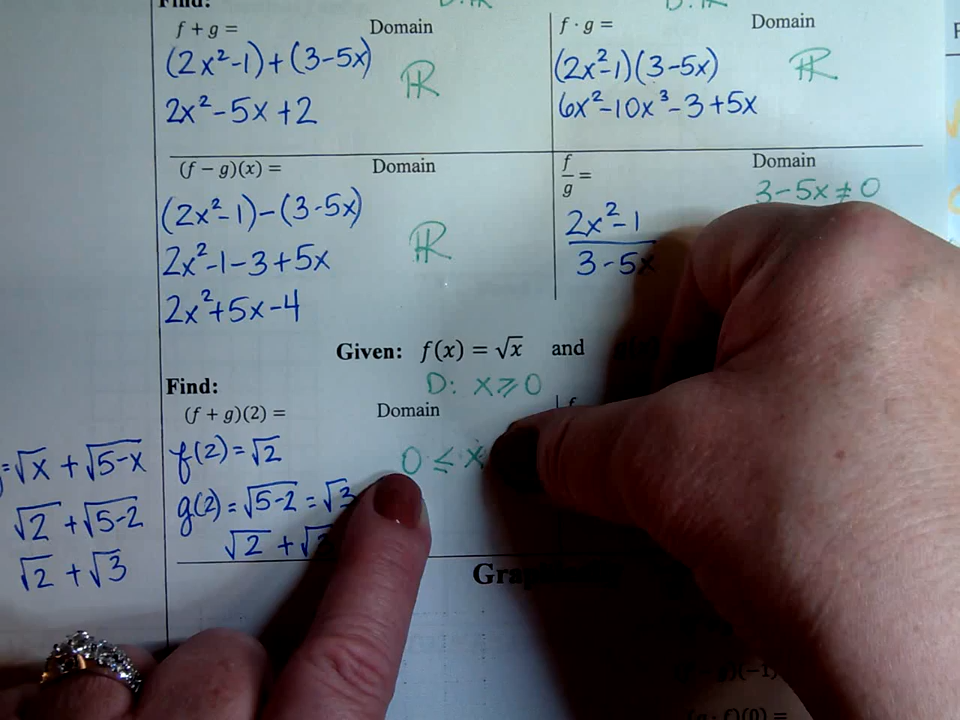 Find:
D: ℝ D: ℝ
f + g = Domain
(2x²-1)+(3-5x) ℝ
2x²-5x+2
f · g = Domain
(2x²-1)(3-5x) ℝ
6x²-10x³-3+5x
(f − g)(x) = Domain
(2x²-1)-(3-5x) ℝ
2x²-1-3+5x
2x²+5x-4
f/g = Domain
3-5x≠0
2x²-1
3-5x
Given: f(x) = √x and
D: x≥0
Find:
(f + g)(2) = Domain
f(2)=√2 0 ≤ x
g(2)=√5-2=√3
√2 +√
=√x +√5-x
√2 +√5-2
√2 +√3
)(-1)
)(0) =